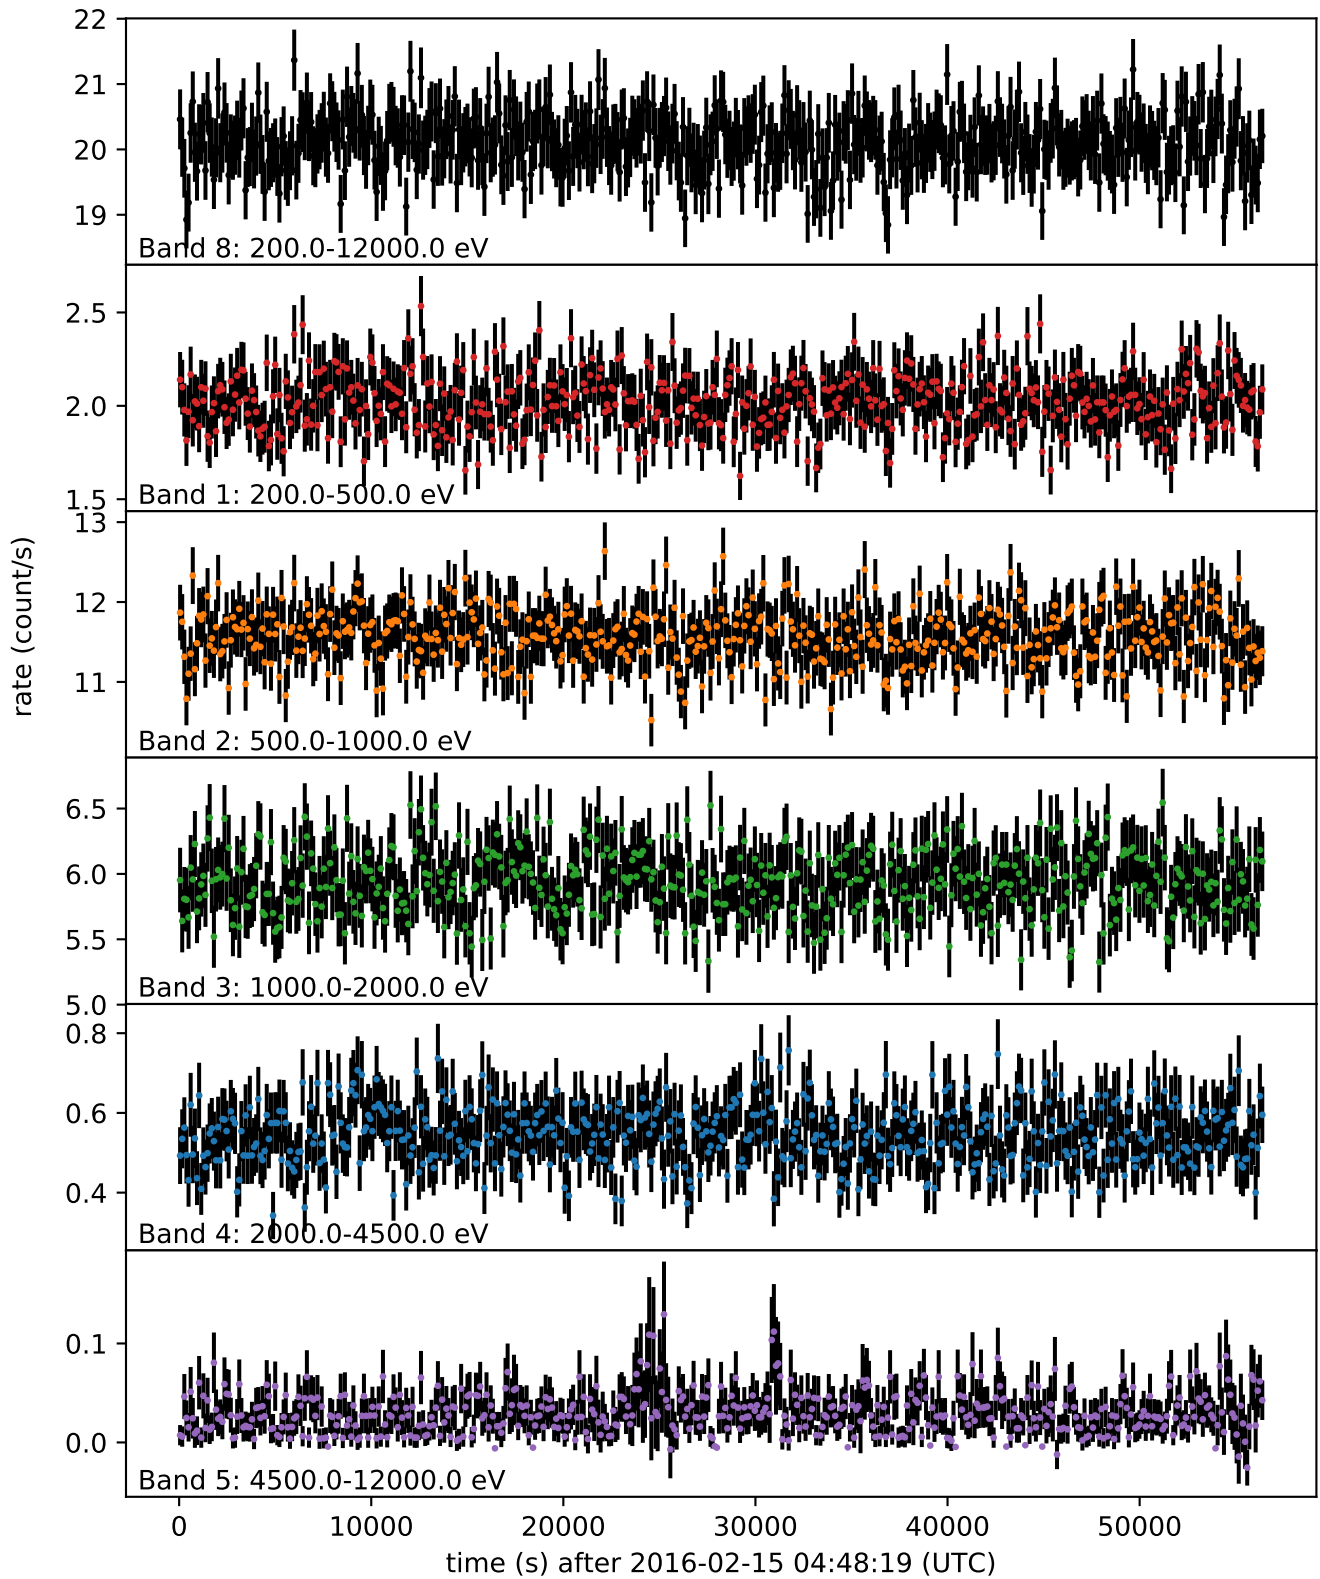 22
21
20
19
Band 8: 200.0-12000.0 eV
2.5
2.0
1.5
Band 1: 200.0-500.0 eV
13
12
11
Band 2: 500.0-1000.0 eV
rate (count/s)
6.5
6.0
5.5
5.0
Band 3: 1000.0-2000.0 eV
0.8
0.6
0.4
Band 4: 2000.0-4500.0 eV
0.1
0.0
Band 5: 4500.0-12000.0 eV
0 10000 20000 30000 40000 50000
time (s) after 2016-02-15 04:48:19 (UTC)